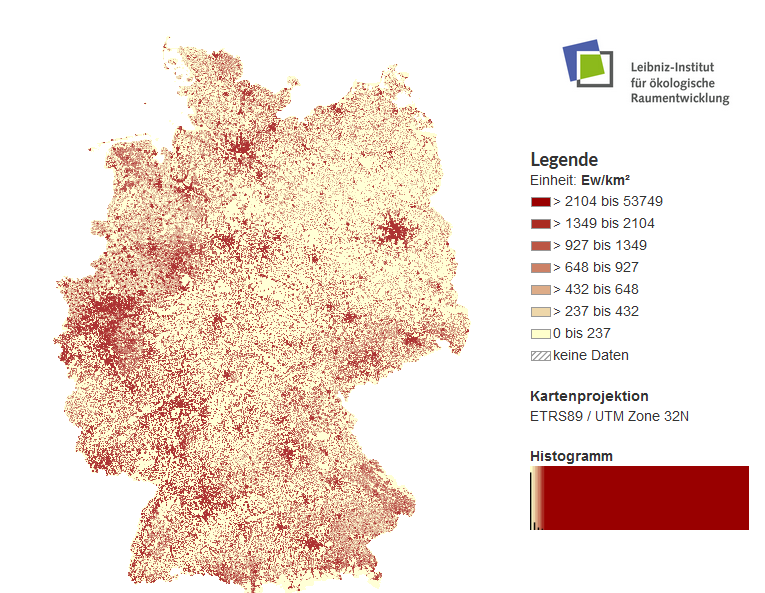 Leibniz-Institut
für ökologische
Raumentwicklung
Legende
Einheit: Ew/km²
> 2104 bis 53749
> 1349 bis 2104
> 927 bis 1349
> 648 bis 927
> 432 bis 648
> 237 bis 432
0 bis 237
keine Daten
Kartenprojektion
ETRS89 / UTM Zone 32N
Histogramm